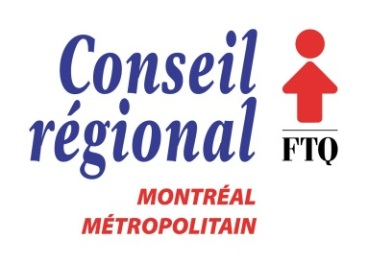 Conseil
régional
FTQ
MONTRÉAL
MÉTROPOLITAIN